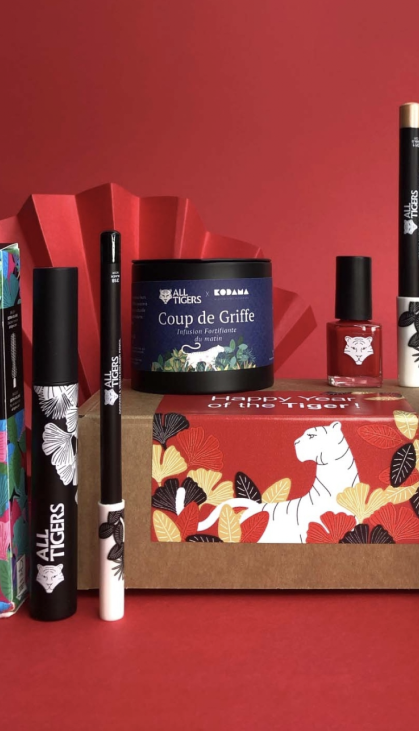 ALL
TIGERS
ALL
TIGERS
ALL
TIGERS
x
KODAMA
Coup de Griffe
Infusion Fortifiante
du matin
ALL
TIGERS
Happy Year
of the Tiger !